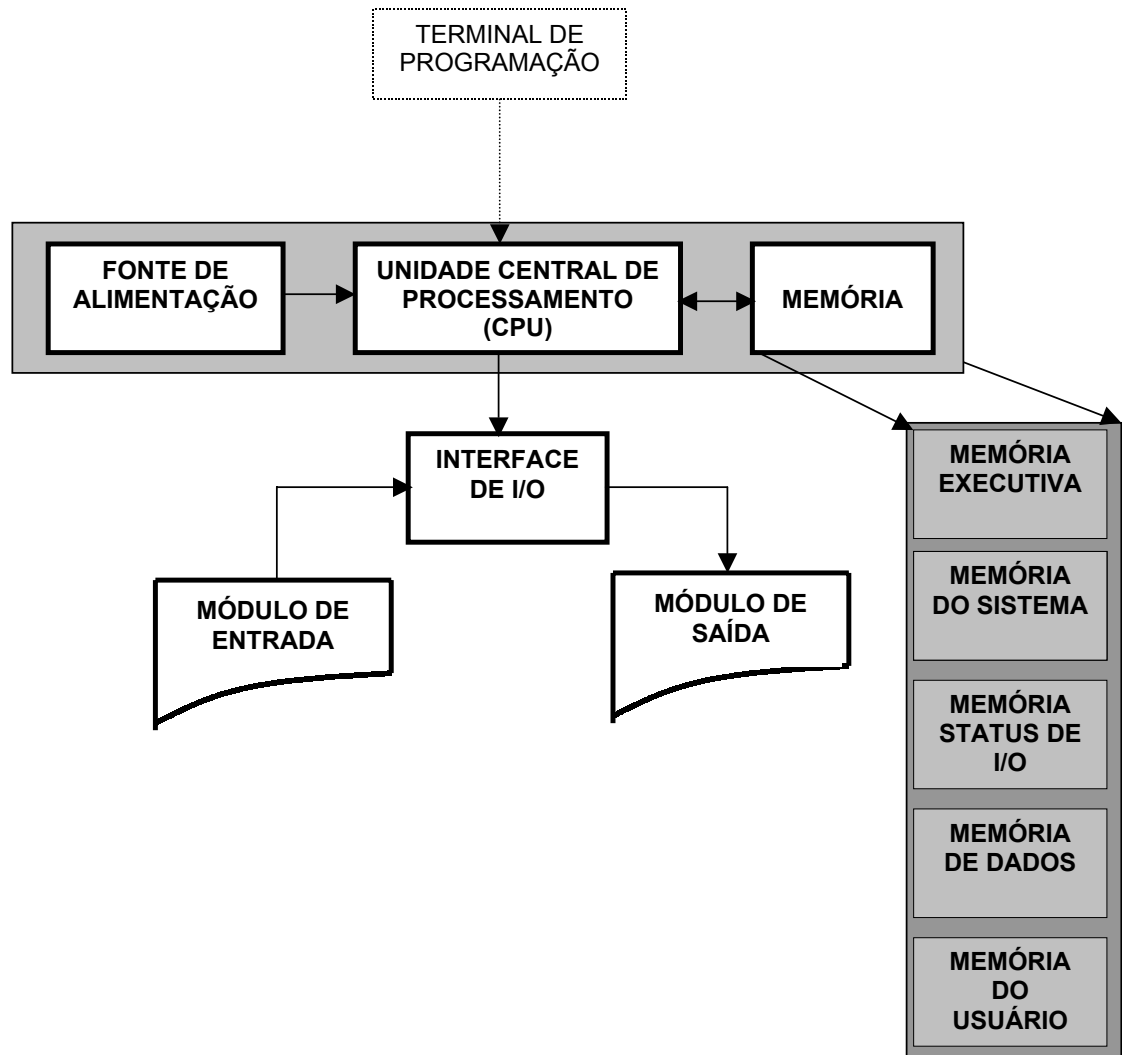 TERMINAL DE
PROGRAMAÇÃO
FONTE DE
ALIMENTAÇÃO
UNIDADE CENTRAL DE
PROCESSAMENTO
(CPU)
MEMÓRIA
INTERFACE
DE I/O
MÓDULO DE
ENTRADA
MÓDULO DE
SAÍDA
MEMÓRIA
EXECUTIVA
MEMÓRIA
DO SISTEMA
MEMÓRIA
STATUS DE
I/O
MEMÓRIA
DE DADOS
MEMÓRIA
DO
USUÁRIO